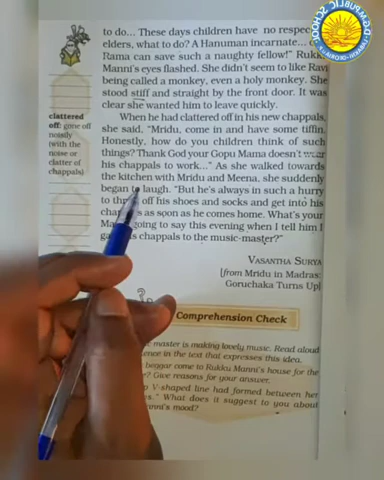 to do... These days children have no respec
elders, what to do? A Hanuman incarnate...
Rama can save such a naughty fellow!" Rukk
Manni's eyes flashed. She didn't seem to like Ravi
being called a monkey, even a holy monkey. She
stood stiff and straight by the front door. It was
clear she wanted him to leave quickly.
When he had clattered off in his new chappals,
she said, "Mridu, come in and have some tiffin.
Honestly, how do you children think of such
things? Thank God your Gopu Mama doesn't wear
his chappals to work..." As she walked towards
the kitchen with Mridu and Meena, she suddenly
began to laugh. "But he's always in such a hurry
to th off his shoes and socks and get into his
cha s as soon as he comes home. What's your
Ma going to say this evening when I tell him I
ga s chappals to the music-master?"
clattered
off: gone off
noisily
(with the
noise or
clatter of
chappals)
VASANTHA SURYA
[from Mridu in Madras:
Goruchaka Turns Up]
Comprehension Check
master is making lovely music. Read aloud
ence in the text that expresses this idea.
beggar come to Rukku Manni's house for the
? Give reasons for your answer.
p V-shaped line had formed between her
s." What does it suggest to you about
anni's mood?